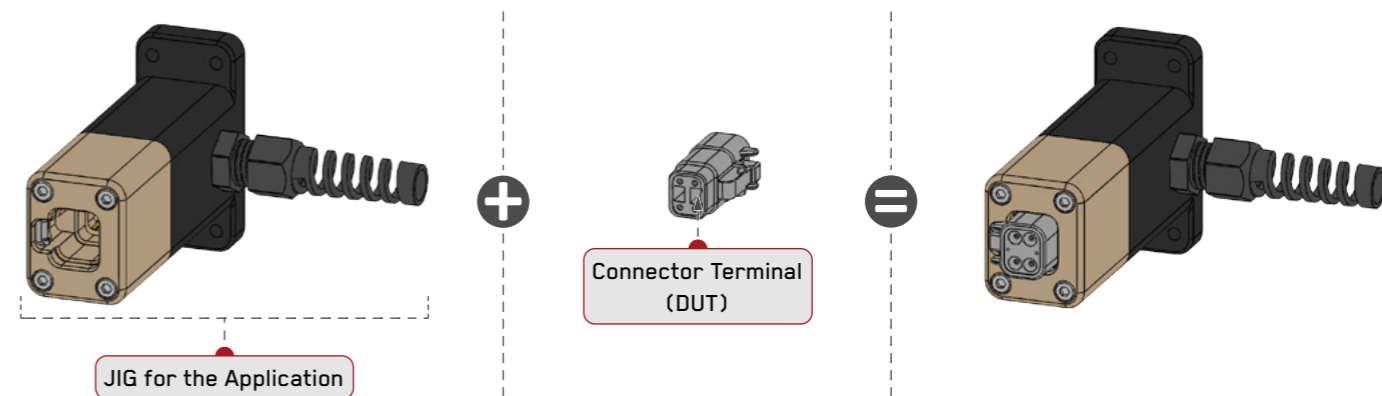 Connector Terminal
(DUT)
JIG for the Application